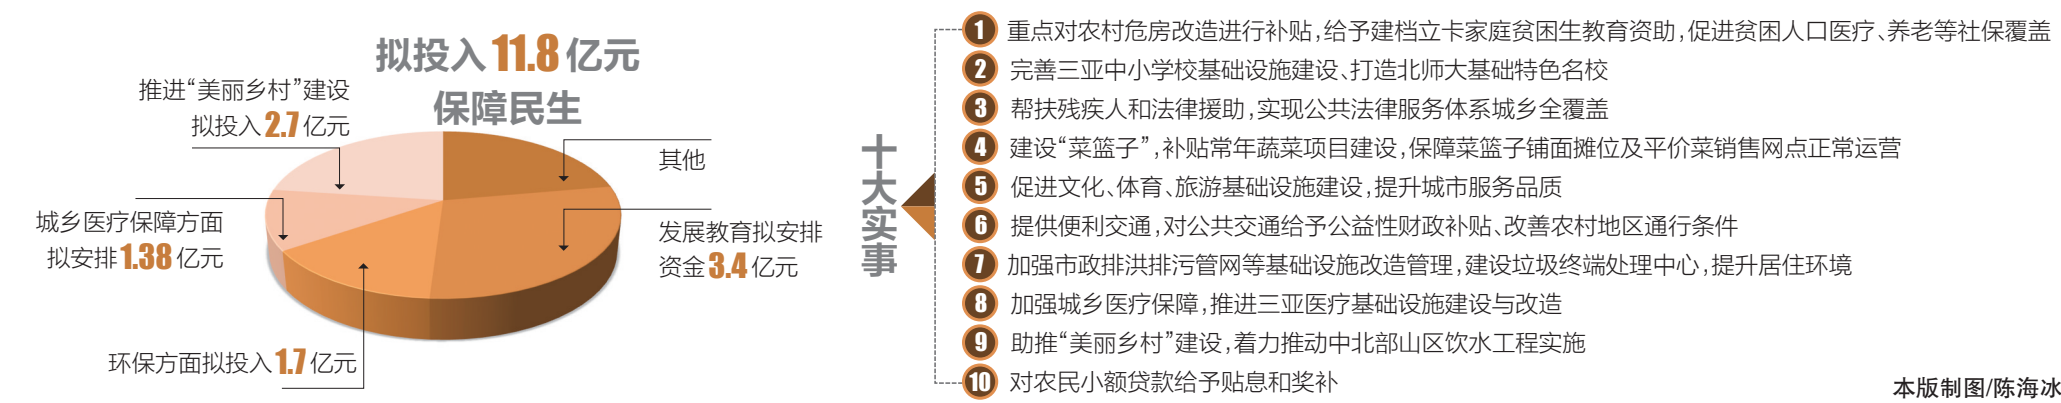 拟投入11.8亿元
保障民生
推进“美丽乡村”建设
拟投入2.7亿元
城乡医疗保障方面
拟安排1.38亿元
环保方面拟投入1.7亿元
其他
发展教育拟安排
资金3.4亿元
十大实事
1 重点对农村危房改造进行补贴,给予建档立卡家庭贫困生教育资助,促进贫困人口医疗、养老等社保覆盖
2 完善三亚中小学校基础设施建设、打造北师大基础特色名校
3 帮扶残疾人和法律援助,实现公共法律服务体系城乡全覆盖
4 建设“菜篮子”,补贴常年蔬菜项目建设,保障菜篮子铺面摊位及平价菜销售网点正常运营
5 促进文化、体育、旅游基础设施建设,提升城市服务品质
6 提供便利交通,对公共交通给予公益性财政补贴、改善农村地区通行条件
7 加强市政排洪排污管网等基础设施改造管理,建设垃圾终端处理中心,提升居住环境
8 加强城乡医疗保障,推进三亚医疗基础设施建设与改造
9 助推“美丽乡村”建设,着力推动中北部山区饮水工程实施
10 对农民小额贷款给予贴息和奖补
本版制图/陈海冰